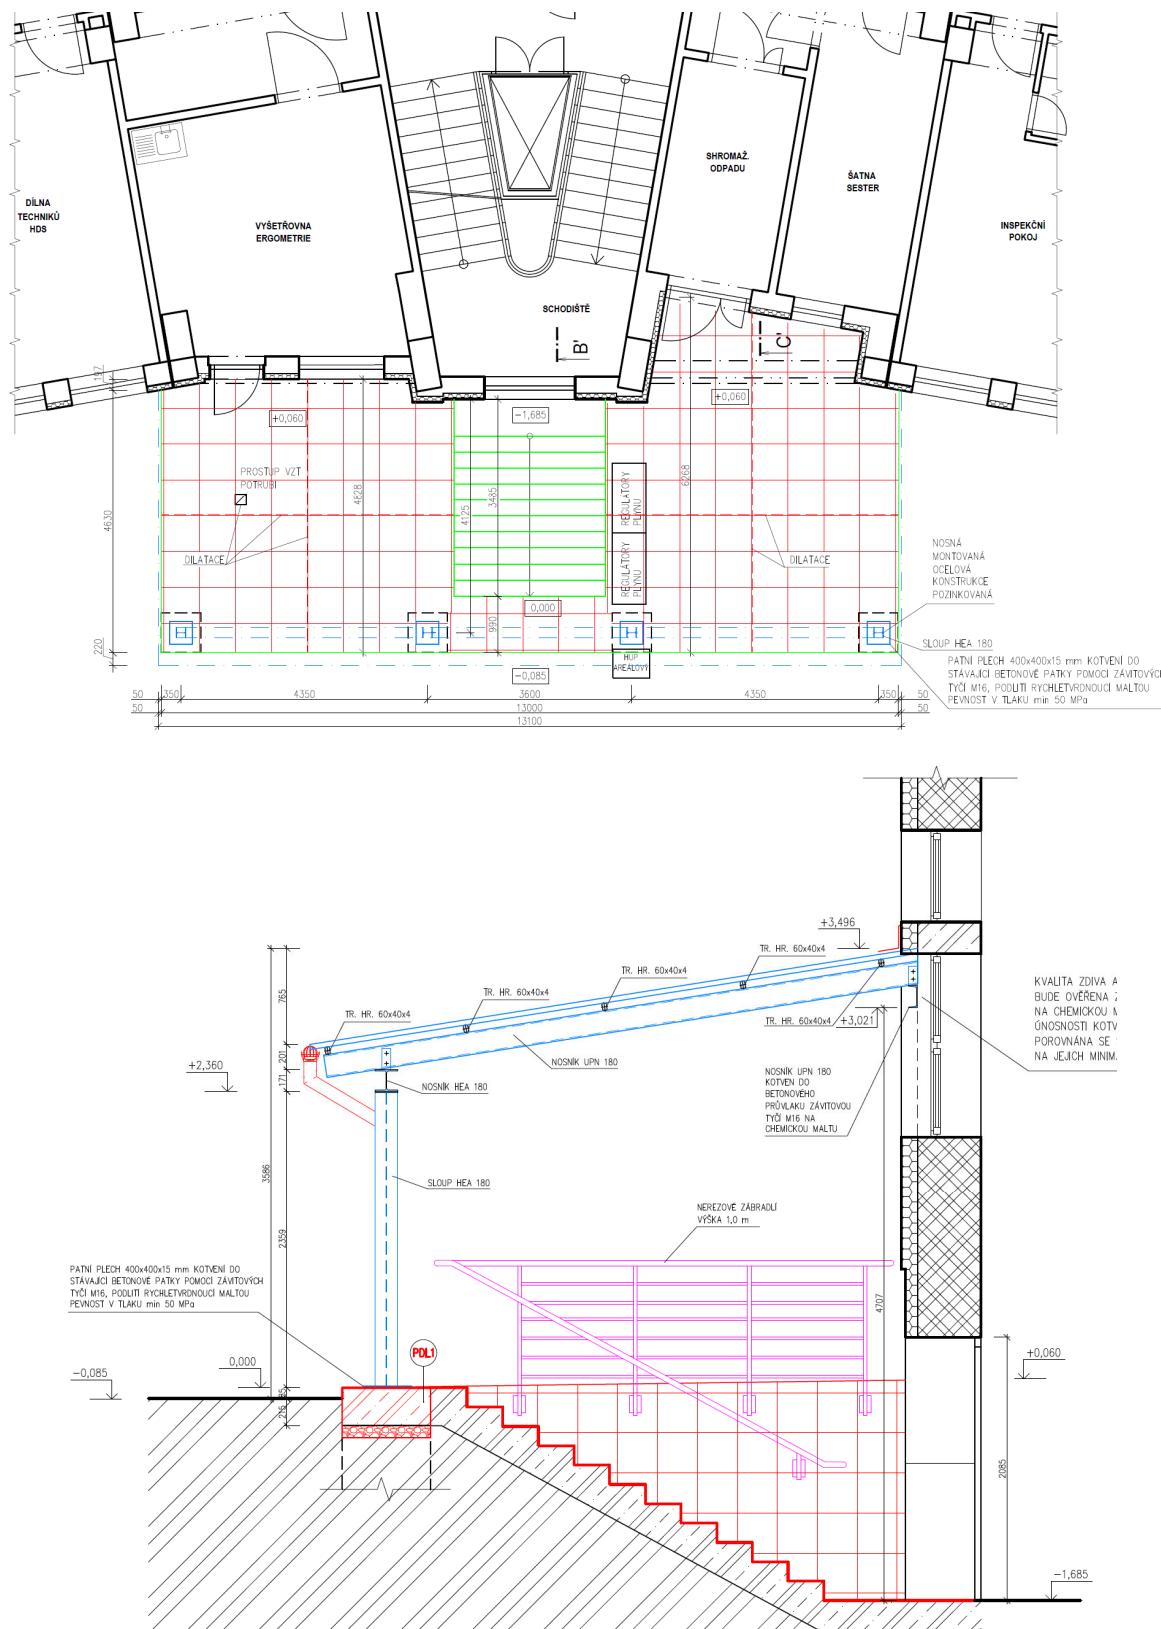 SHROMAŽ.
ODPADU
ŠATNA
SESTER
DÍLNA
TECHNIKŮ
HDS
VYŠETŘOVNA
ERGOMETRIE
INSPEKČNÍ
POKOJ
SCHODIŠTĚ
B'
C'
197
+0,060
-1,685
+0,060
PROSTUP VZT
POTRUBÍ
4828
4125
3485
6268
REGULÁTORY
PLYNU
4630
DILATACE
DILATACE
NOSNÁ
MONTOVANÁ
OCELOVÁ
KONSTRUKCE
POZINKOVANÁ
REGULÁTORY
PLYNU
0,000
990
220
SLOUP HEA 180
HUP
AREÁLOVÝ
-0,085
PATNÍ PLECH 400x400x15 mm KOTVENÍ DO
STÁVAJÍCÍ BETONOVÉ PATKY POMOCÍ ZÁVITOVÝCH
TYČÍ M16, PODLITÍ RYCHLETVRDNOUCÍ MALTOU
PEVNOST V TLAKU min 50 MPa
50 350 4350 3600 4350 350 50
50 13000 50
13100
+3,496
TR. HR. 60x40x4
TR. HR. 60x40x4
TR. HR. 60x40x4
TR. HR. 60x40x4
TR. HR. 60x40x4
+3,021
765
201
171
+2,360
NOSNÍK UPN 180
NOSNÍK HEA 180
NOSNÍK UPN 180
KOTVEN DO
BETONOVÉHO
PRŮVLAKU ZÁVITOVOU
TYČÍ M16 NA
CHEMICKOU MALTU
KVALITA ZDIVA A
BUDE OVĚŘENA
NA CHEMICKOU
ÚNOSNOSTI KOTV
POROVNÁNA SE
NA JEJICH MINIM.
3586
2359
SLOUP HEA 180
NEREZOVÉ ZÁBRADLÍ
VÝŠKA 1,0 m
PATNÍ PLECH 400x400x15 mm KOTVENÍ DO
STÁVAJÍCÍ BETONOVÉ PATKY POMOCÍ ZÁVITOVÝCH
TYČÍ M16, PODLITÍ RYCHLETVRDNOUCÍ MALTOU
PEVNOST V TLAKU min 50 MPa
4707
PDL1
0,000
-0,085
85
216
+0,060
2085
-1,685